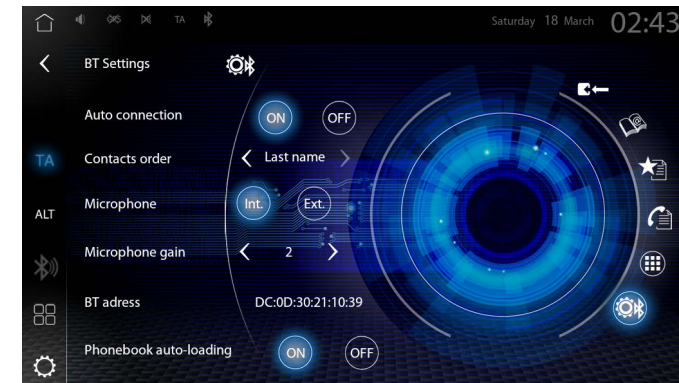 TA
Saturday 18 March 02:43
BT Settings
Auto connection ON OFF
TA
Contacts order Last name
ALT
Microphone Int. Ext.
Microphone gain 2
BT adress DC:0D:30:21:10:39
Phonebook auto-loading ON OFF